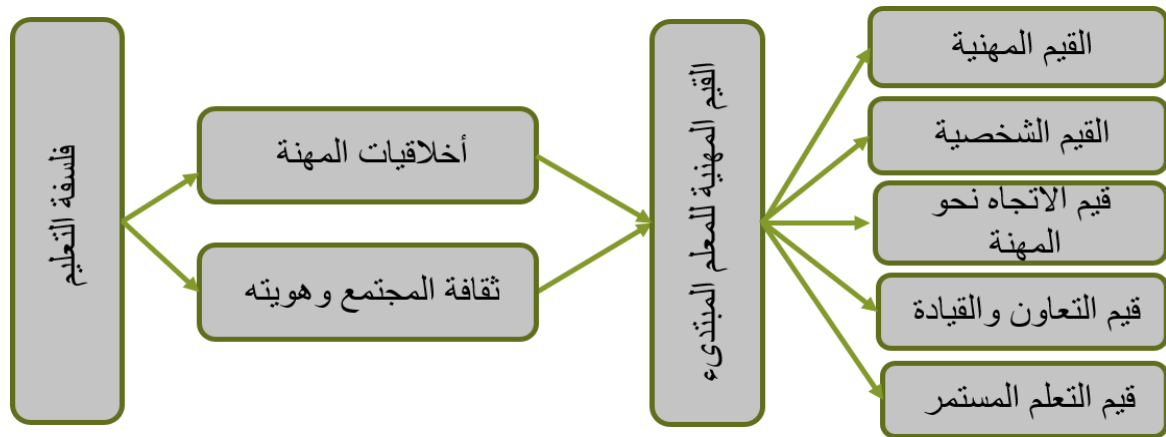 فلسفة التعليم
أخلاقيات المهنة
ثقافة المجتمع وهويته
القيم المهنية للمعلم المبتدىء
القيم المهنية
القيم الشخصية
قيم الاتجاه نحو
المهنة
قيم التعاون والقيادة
قيم التعلم المستمر